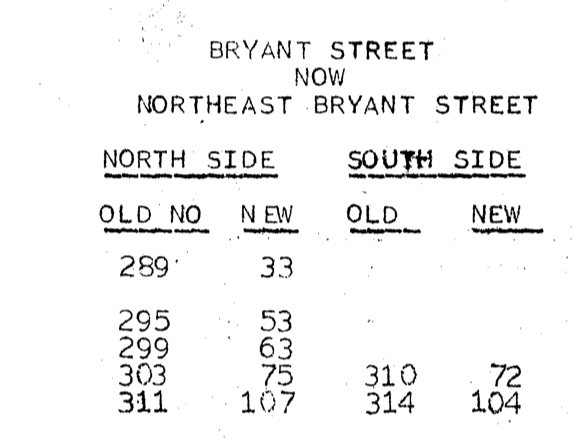 BRYANT STREET
NOW
NORTHEAST BRYANT STREET
NORTH SIDE SOUTH SIDE
OLD NO NEW OLD NEW
289 33
295 53
299 63
303 75 310 72
311 107 314 104